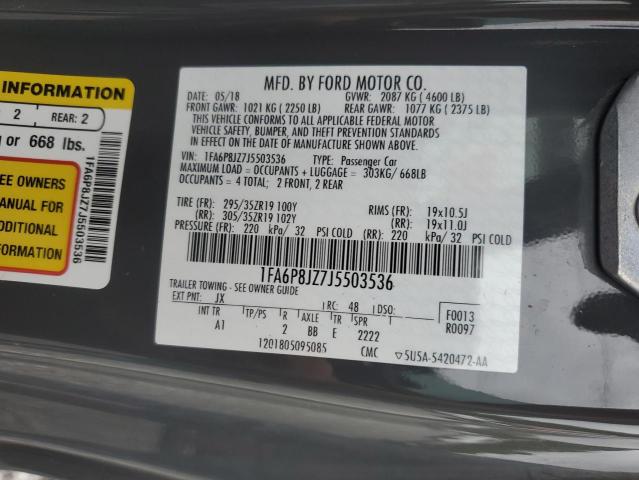 INFORMATION
2
REAR: 2
or 668 lbs.
EE OWNERS
MANUAL FOR
ADDITIONAL
FORMATION
1FA6P8JZ7J5503536
MFD. BY FORD MOTOR CO.
DATE: 05/18 GVWR: 2087 KG ( 4600 LB)
FRONT GAWR: 1021 KG ( 2250 LB) REAR GAWR: 1077 KG ( 2375 LB)
THIS VEHICLE CONFORMS TO ALL APPLICABLE FEDERAL MOTOR
VEHICLE SAFETY, BUMPER, AND THEFT PREVENTION STANDARDS
IN EFFECT ON THE DATE OF MANUFACTURE SHOWN ABOVE.
VIN: 1FA6P8JZ7J5503536 TYPE: Passenger Car
MAXIMUM LOAD = OCCUPANTS + LUGGAGE = 303KG/ 668LB
OCCUPANTS = 4 TOTAL; 2 FRONT, 2 REAR
TIRE (FR): 295/35ZR19 100Y RIMS (FR): 19x10.5J
(RR): 305/35ZR19 102Y (RR): 19x11.0J
PRESSURE (FR): 220 kPa/ 32 PSI COLD (RR): 220 kPa/ 32 PSI COLD
1FA6P8JZ7J5503536
TRAILER TOWING - SEE OWNER GUIDE
EXT PNT: JX RC: 48 DSO: F0013
INT TR TP/PS R AXLE TR SPR R0097
A1 2 BB E 2222
1201805095085 CMC 5U5A-5420472-AA